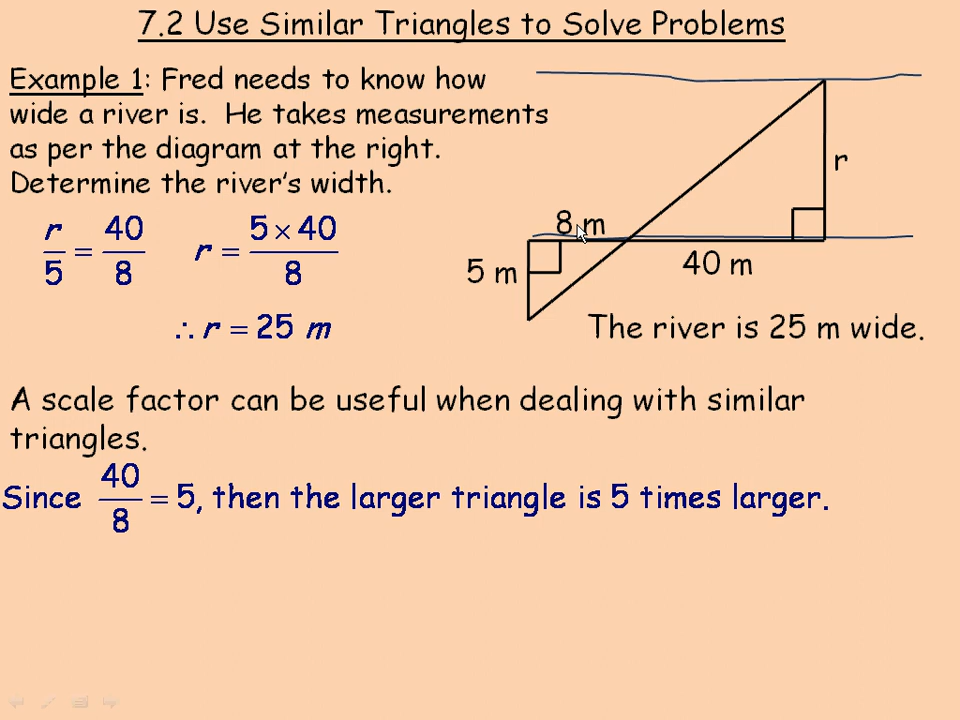 7.2 Use Similar Triangles to Solve Problems
Example 1: Fred needs to know how
wide a river is. He takes measurements
as per the diagram at the right.
Determine the river's width.
r/5 = 40/8
r = 5 × 40/8
∴ r = 25 m
8 m
5 m
40 m
r
The river is 25 m wide.
A scale factor can be useful when dealing with similar
triangles.
Since 40/8 = 5, then the larger triangle is 5 times larger.